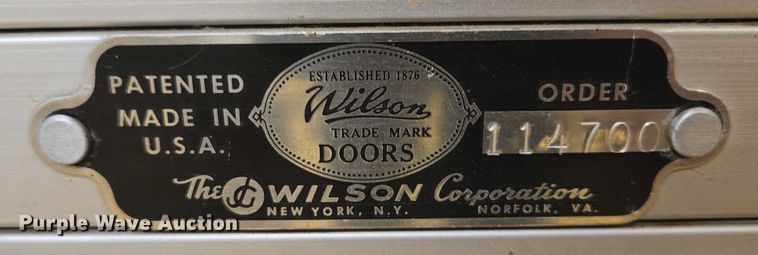 PATENTED
MADE IN
U.S.A.
ESTABLISHED 1876
Wilson
TRADE MARK
DOORS
ORDER
114700
The JG WILSON Corporation
NEW YORK, N.Y. NORFOLK, VA.
Purple Wave Auction